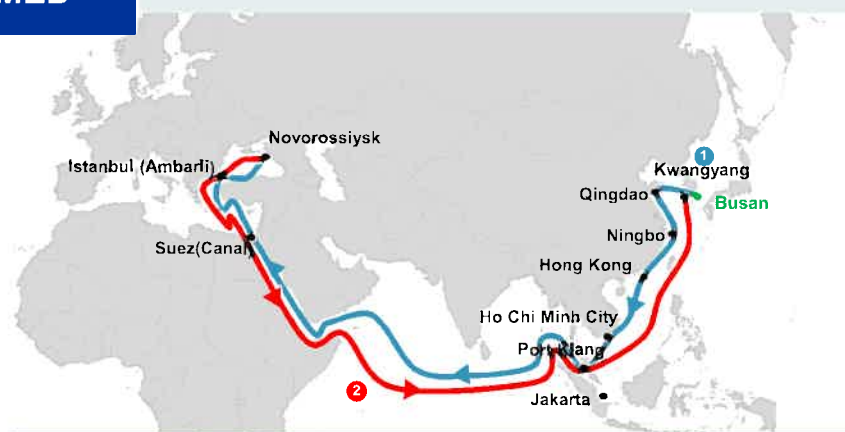 Novorossiysk
Istanbul (Ambarli)
1
Kwangyang
Qingdao
Busan
Ningbo
Suez(Canal)
Hong Kong
Ho Chi Minh City
Port Klang
2
Jakarta